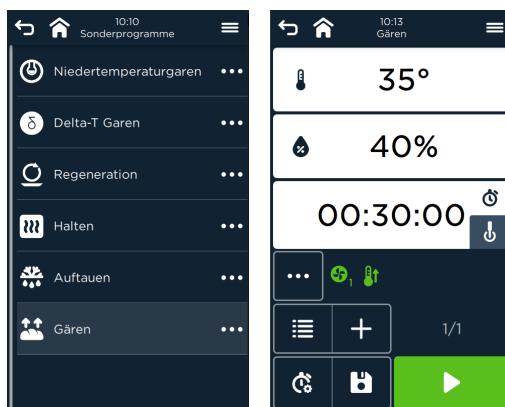 10:10
Sonderprogramme
Niedertemperaturgaren
Delta-T Garen
Regeneration
Halten
Auftauen
Gären
10:13
Gären
35°
40%
00:30:00
1
1/1